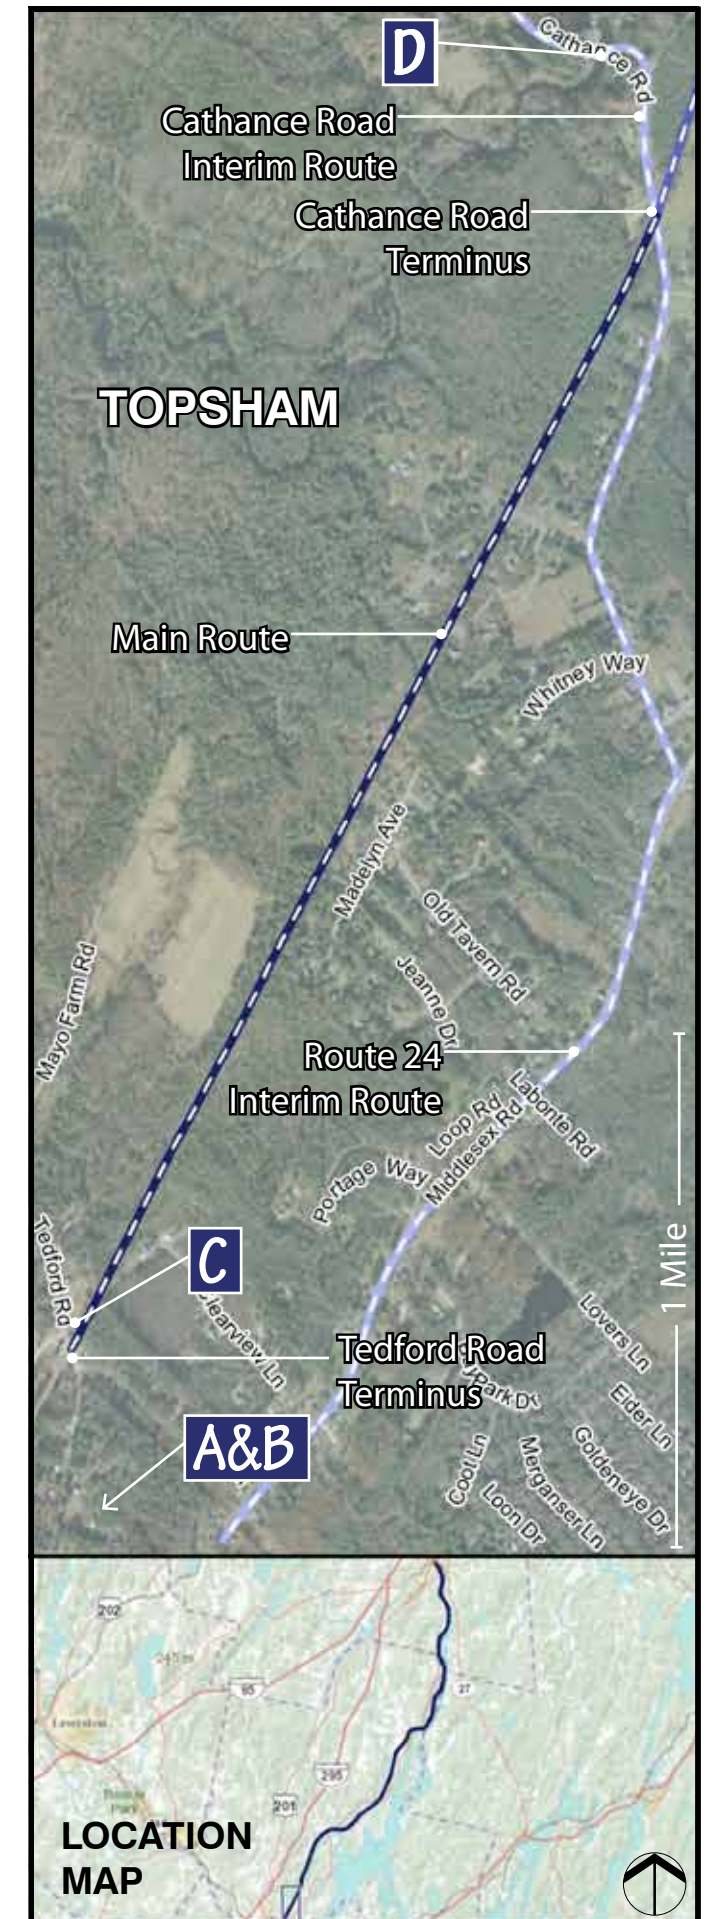 Cathance Rd
D
Cathance Road
Interim Route
Cathance Road
Terminus
TOPSHAM
Main Route
Whitney Way
Madelyn Ave
Old Tavern Rd
Jeanne Dr
Mayo Farm Rd
Route 24
Interim Route
Labonte Rd
Loop Rd
Middlesex Rd
Portage Way
1 Mile
Tedford Rd
C
Clearview Ln
Lovers Ln
Tedford Road
Terminus
Park Dr
Eider Ln
A&B
Coot Ln
Goldeneye Dr
Merganser Ln
Loon Dr
202
95
27
Lewiston
295
201
LOCATION
MAP